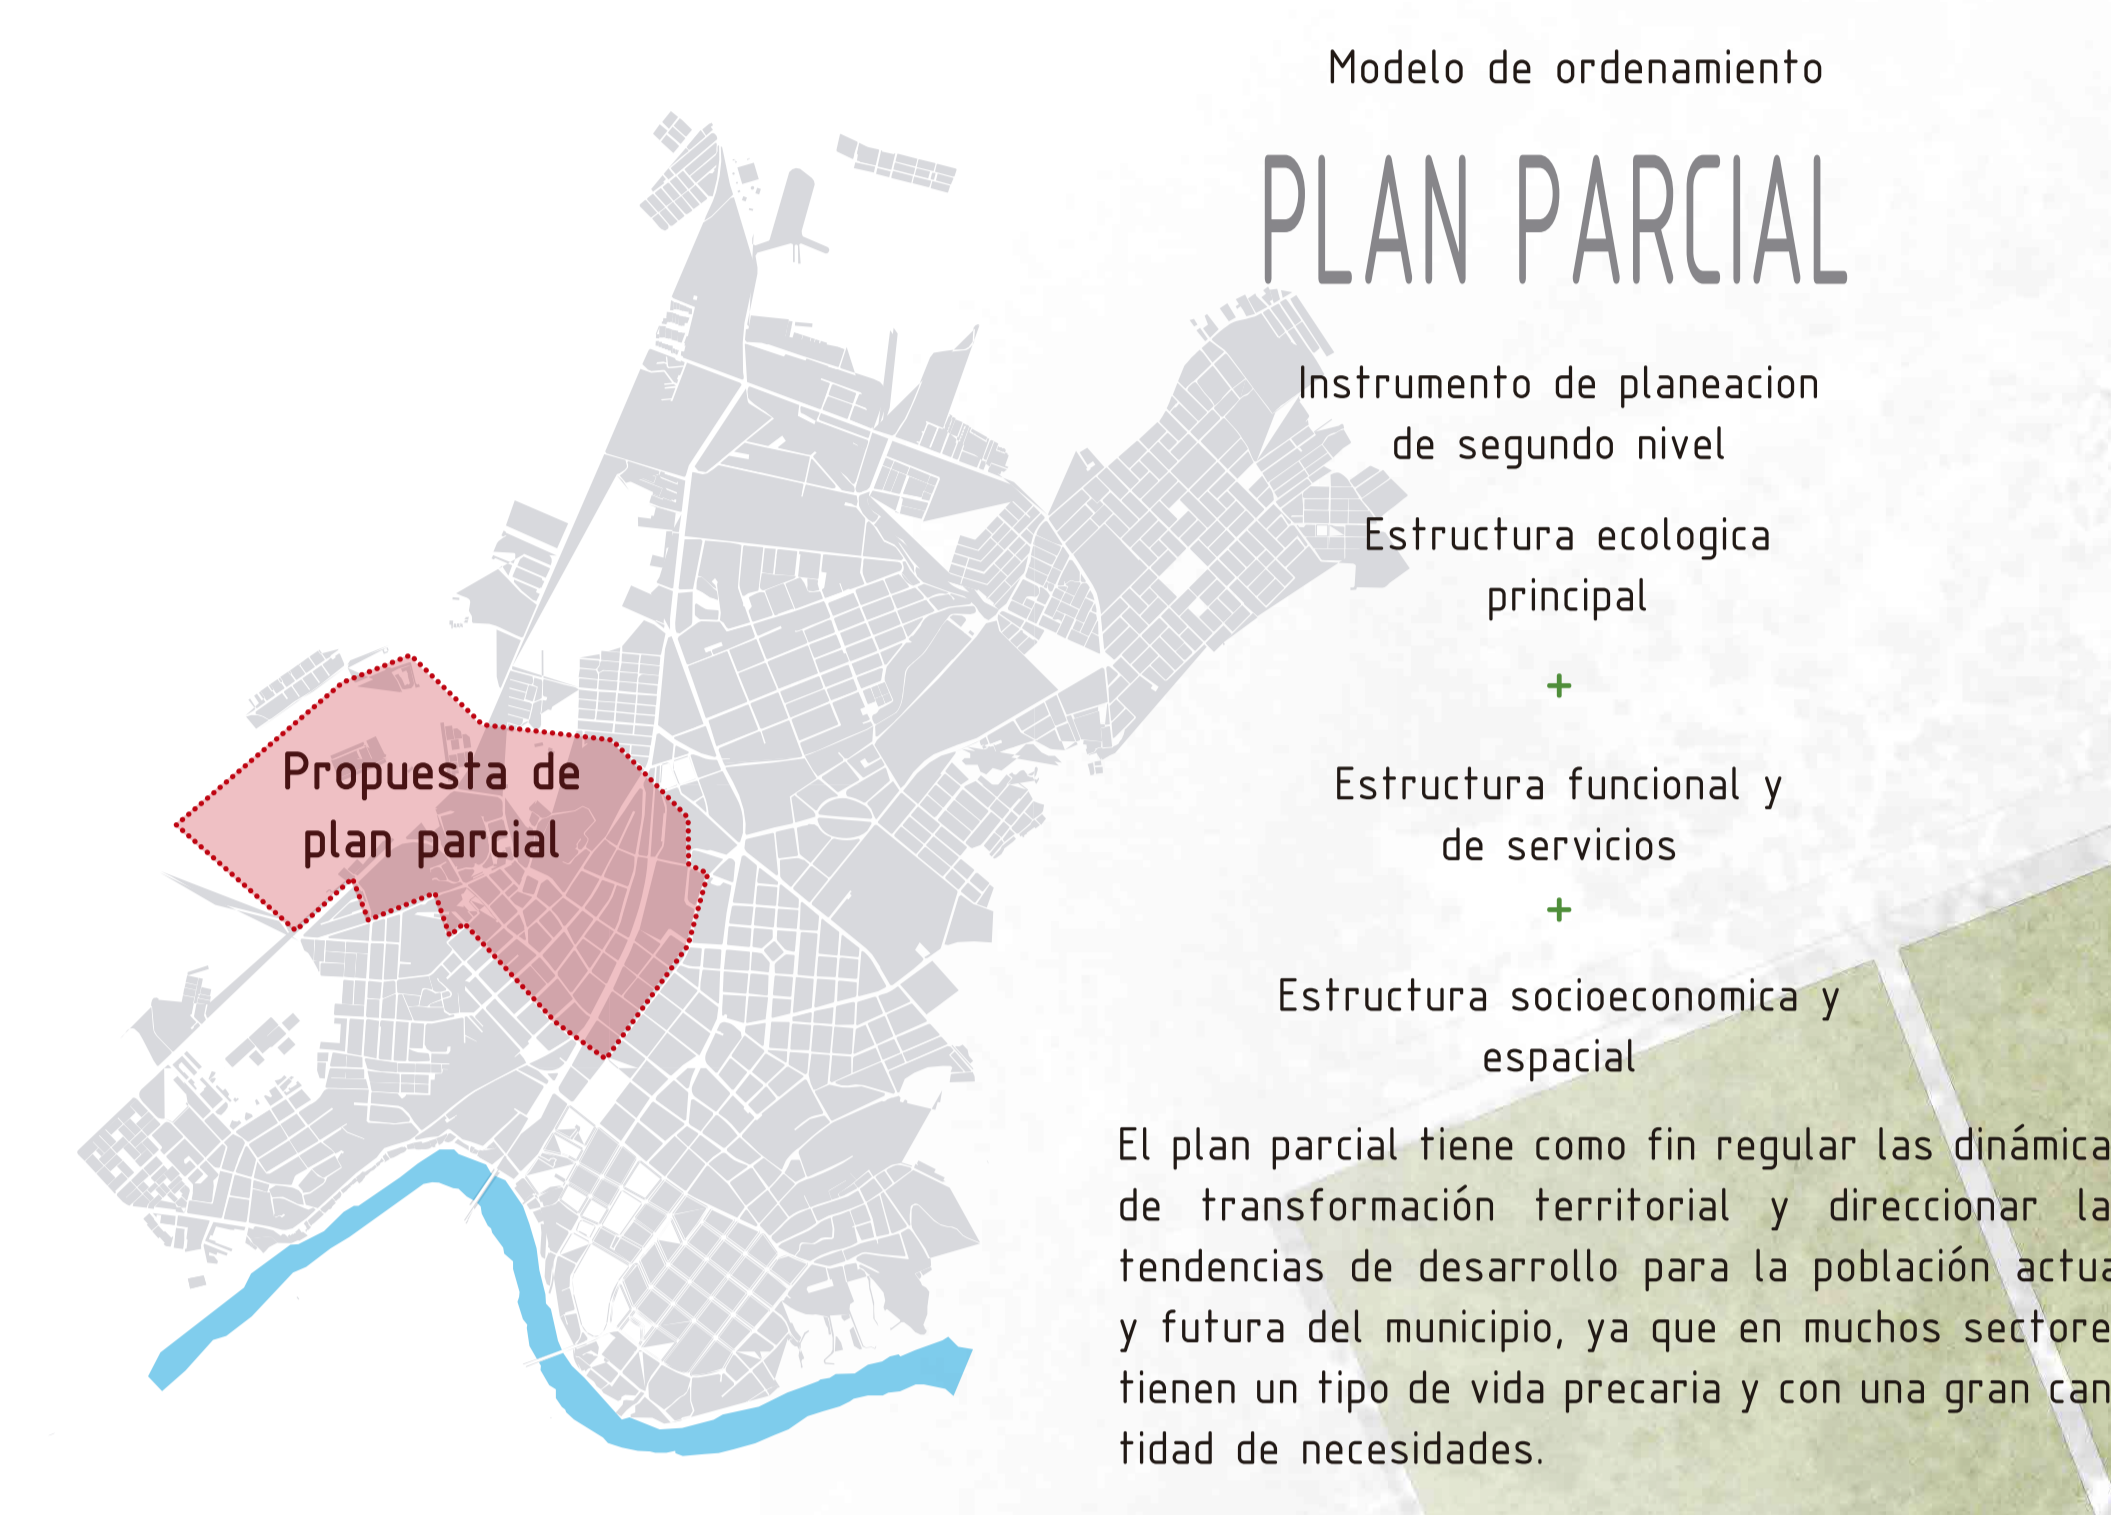 Modelo de ordenamiento
PLAN PARCIAL
Instrumento de planeacion
de segundo nivel
Estructura ecologica
principal
+
Estructura funcional y
de servicios
+
Estructura socioeconomica y
espacial
Propuesta de
plan parcial
El plan parcial tiene como fin regular las dinámica
de transformación territorial y direccionar la
tendencias de desarrollo para la población actua
y futura del municipio, ya que en muchos sectore
tienen un tipo de vida precaria y con una gran can
tidad de necesidades.